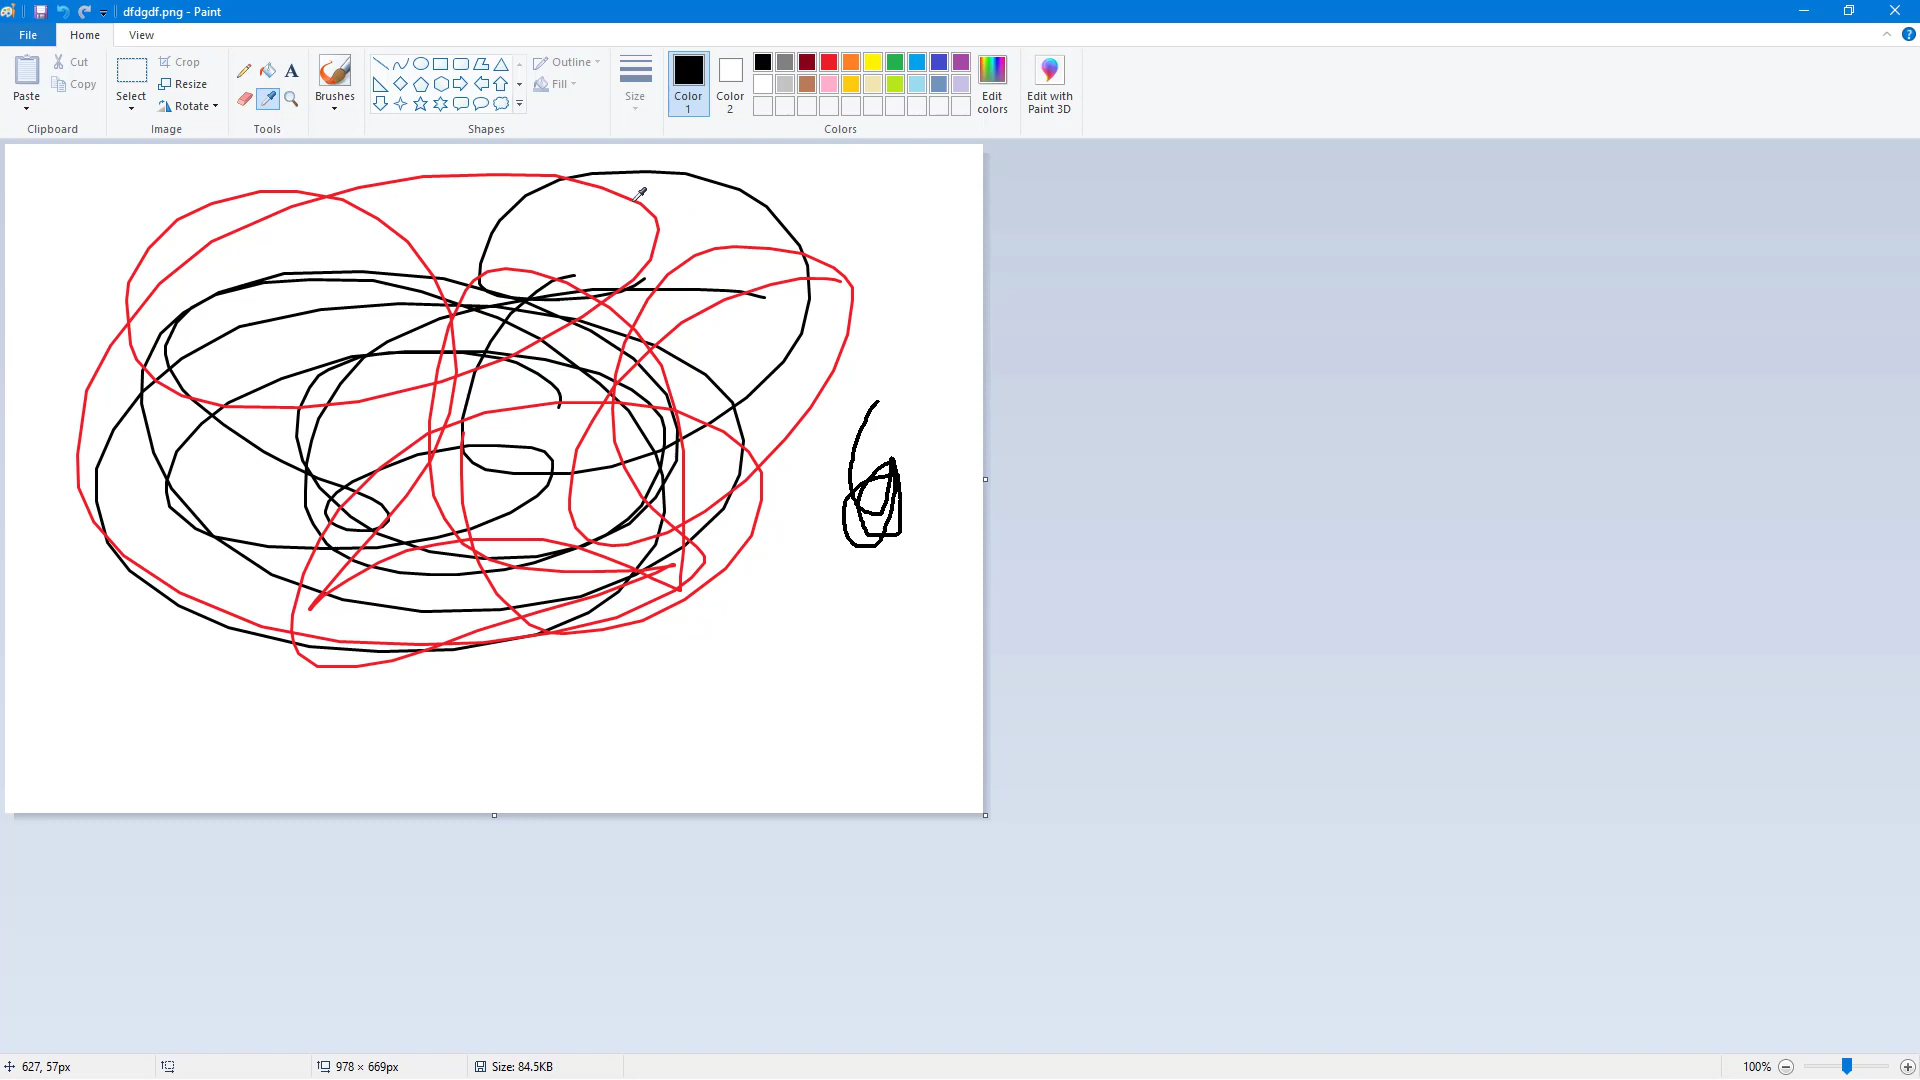 dfdgdf.png - Paint
File Home View
Paste
Cut
Copy
Clipboard
Select
Crop
Resize
Rotate
Image
A
Tools
Brushes
Outline
Fill
Shapes
Size
Color 1
Color 2
Edit colors
Colors
Edit with Paint 3D
627, 57px
978 × 669px
Size: 84.5KB
100%